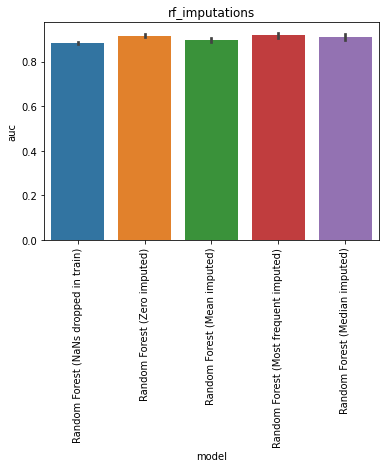 rf_imputations
auc
0.8
0.6
0.4
0.2
0.0
Random Forest (NaNs dropped in train)
Random Forest (Zero imputed)
Random Forest (Mean imputed)
Random Forest (Most frequent imputed)
Random Forest (Median imputed)
model